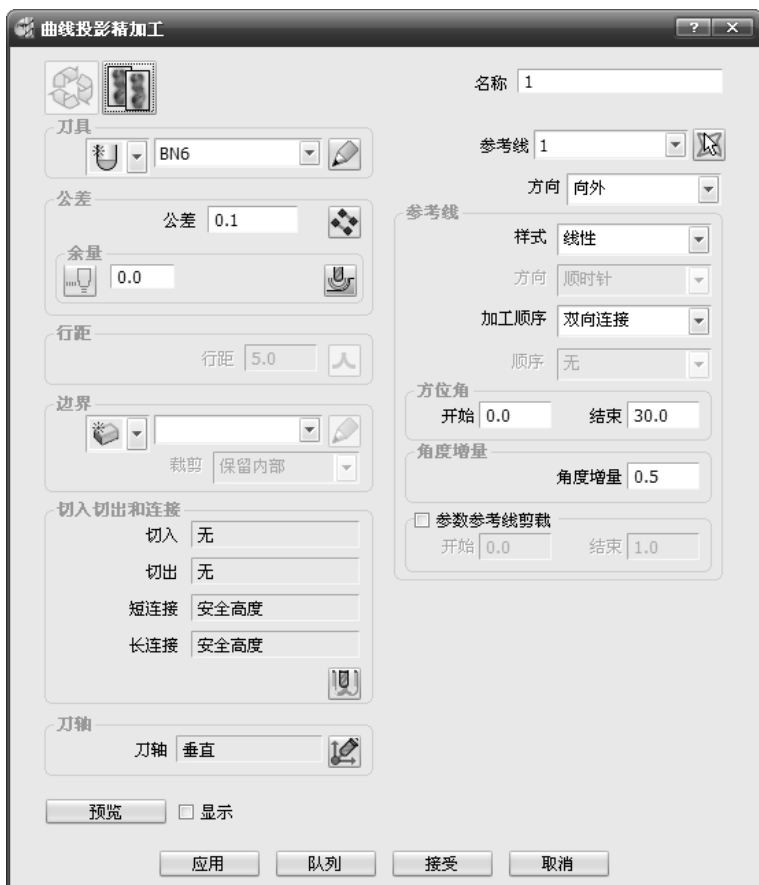 曲线投影精加工
名称 1
刀具
BN6
参考线 1
方向 向外
公差
公差 0.1
余量
0.0
参考线
样式 线性
方向 顺时针
加工顺序 双向连接
顺序 无
行距
行距 5.0
方位角
开始 0.0 结束 30.0
边界
裁剪 保留内部
角度增量
角度增量 0.5
参数参考线剪裁
开始 0.0 结束 1.0
切入切出和连接
切入 无
切出 无
短连接 安全高度
长连接 安全高度
刀轴
刀轴 垂直
预览 显示
应用 队列 接受 取消